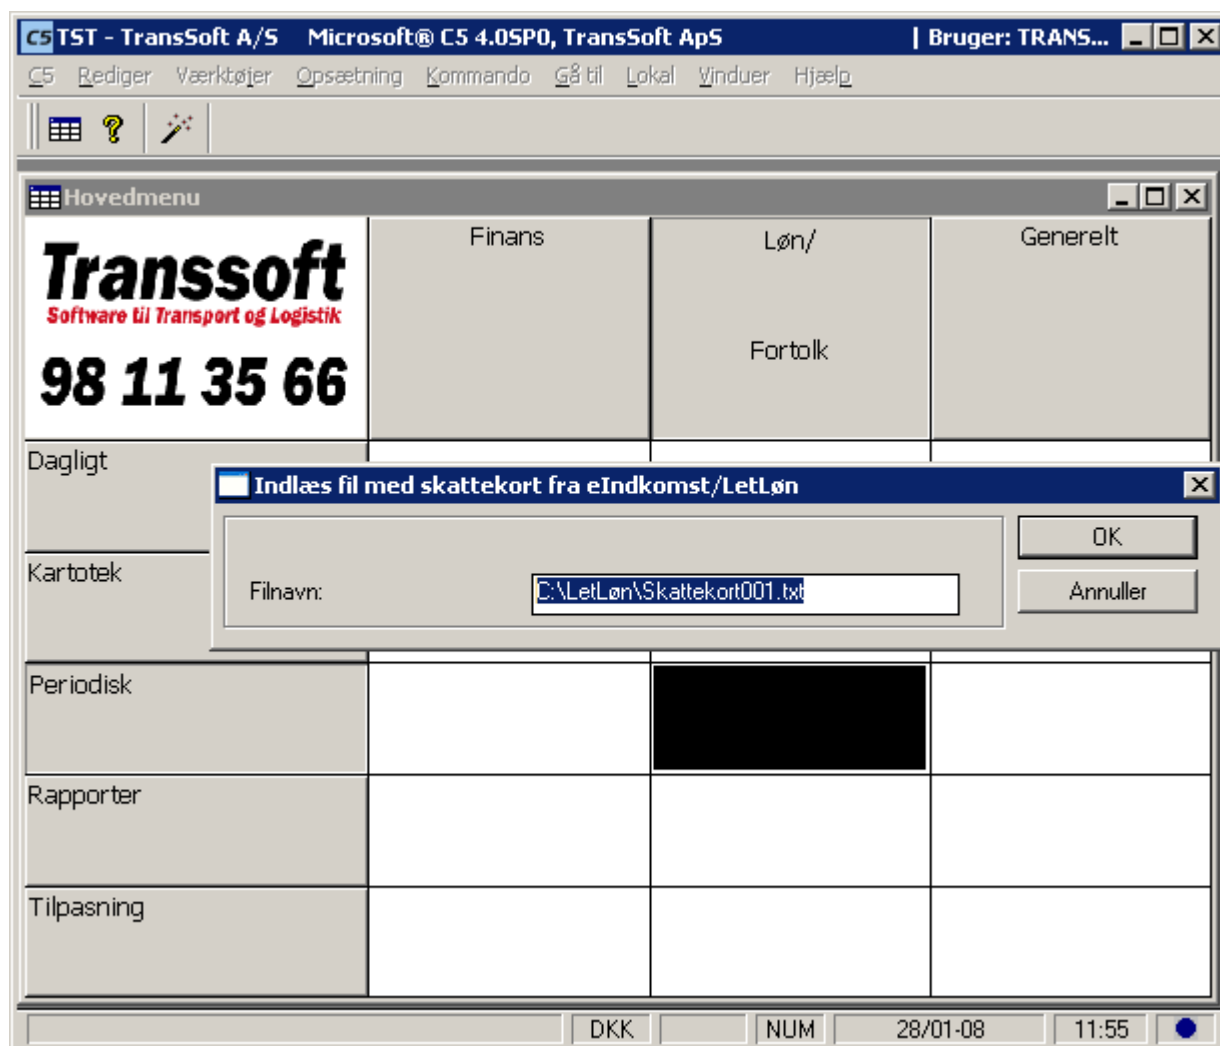 C5 TST - TransSoft A/S Microsoft® C5 4.0SP0, TransSoft ApS | Bruger: TRANS...
C5 Rediger Værktøjer Opsætning Kommando Gå til Lokal Vinduer Hjælp
Hovedmenu
Transsoft
Software til Transport og Logistik
98 11 35 66
Finans
Løn/
Fortolk
Generelt
Dagligt
Indlæs fil med skattekort fra eIndkomst/LetLøn
OK
Kartotek
Filnavn:
C:\LetLøn\Skattekort001.txt
Annuller
Periodisk
Rapporter
Tilpasning
DKK NUM 28/01-08 11:55